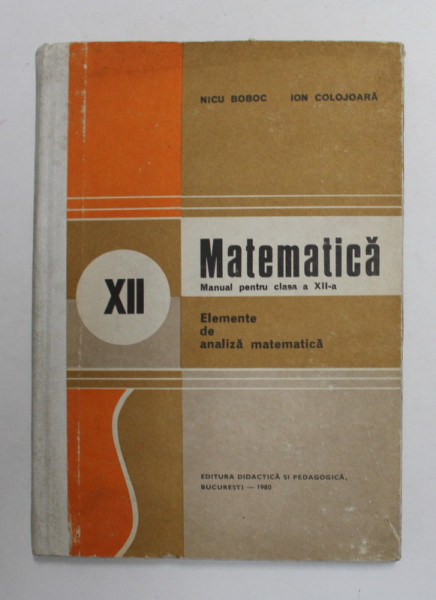 NICU BOBOC ION COLOJOARĂ
XII
Matematică
Manual pentru clasa a XII-a
Elemente
de
analiză matematică
EDITURA DIDACTICĂ SI PEDAGOGICĂ,
BUCUREȘTI — 1980